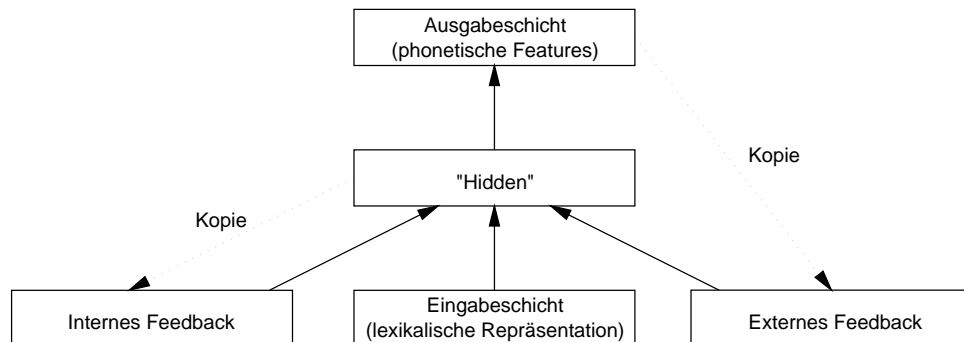 Ausgabeschicht
(phonetische Features)
Kopie
"Hidden"
Kopie
Internes Feedback
Eingabeschicht
(lexikalische Repräsentation)
Externes Feedback